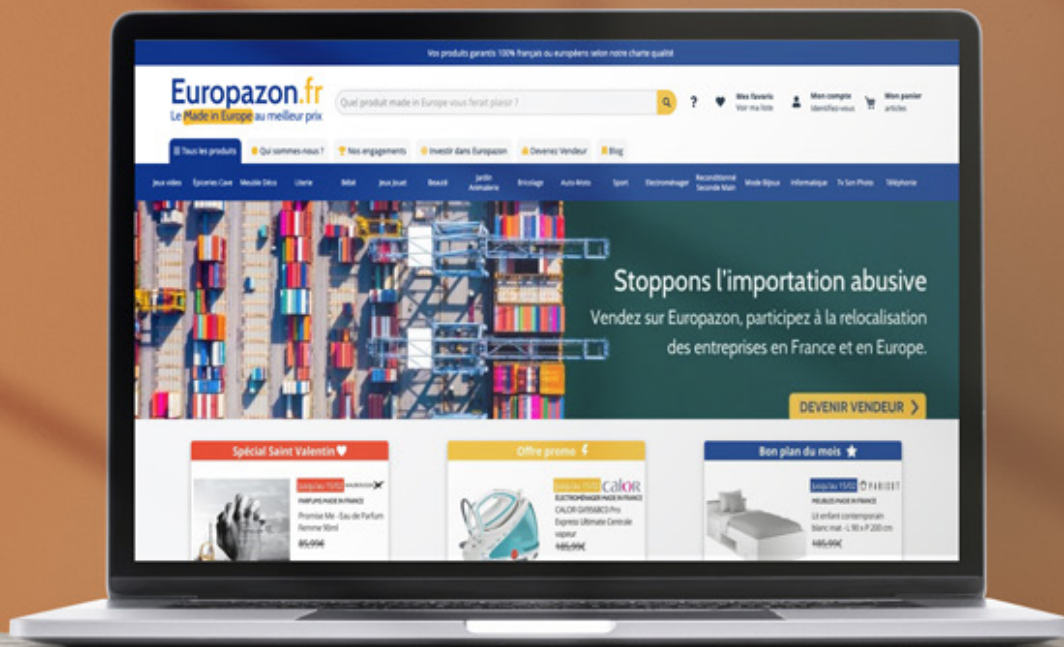 Vos produits garantis 100% français ou européens selon notre charte qualité
Europazon.fr
Le Made in Europe au meilleur prix
Quel produit made in Europe vous ferait plaisir ?
?
Mes favoris
Voir ma liste
Mon compte
Identifiez-vous
Mon panier
articles
Tous les produits
Qui sommes-nous ?
Nos engagements
Investir dans Europazon
Devenez Vendeur
Blog
Jeux video
Épiceries Cave
Meuble Déco
Literie
Bébé
Jeux Jouet
Beauté
Jardin
Animalerie
Bricolage
Auto-Moto
Sport
Electroménager
Reconditionné
Seconde Main
Mode Bijoux
Informatique
Tv Son Photo
Téléphonie
Stoppons l'importation abusive
Vendez sur Europazon, participez à la relocalisation
des entreprises en France et en Europe.
DEVENIR VENDEUR
Spécial Saint Valentin
Jusqu'au 15/02
PARFUMS MADE IN FRANCE
Promise Me - Eau de Parfum
Femme 90ml
85,99€
Offre promo
Jusqu'au 15/02
Calor
ÉLECTROMÉNAGER MADE IN FRANCE
CALOR GV9568C0 Pro
Express Ultimate Centrale
vapeur
Bon plan du mois
Jusqu'au 15/02
PARISOT
MEUBLES MADE IN FRANCE
Lit enfant contemporain
blanc mat - L 90 x P 200 cm